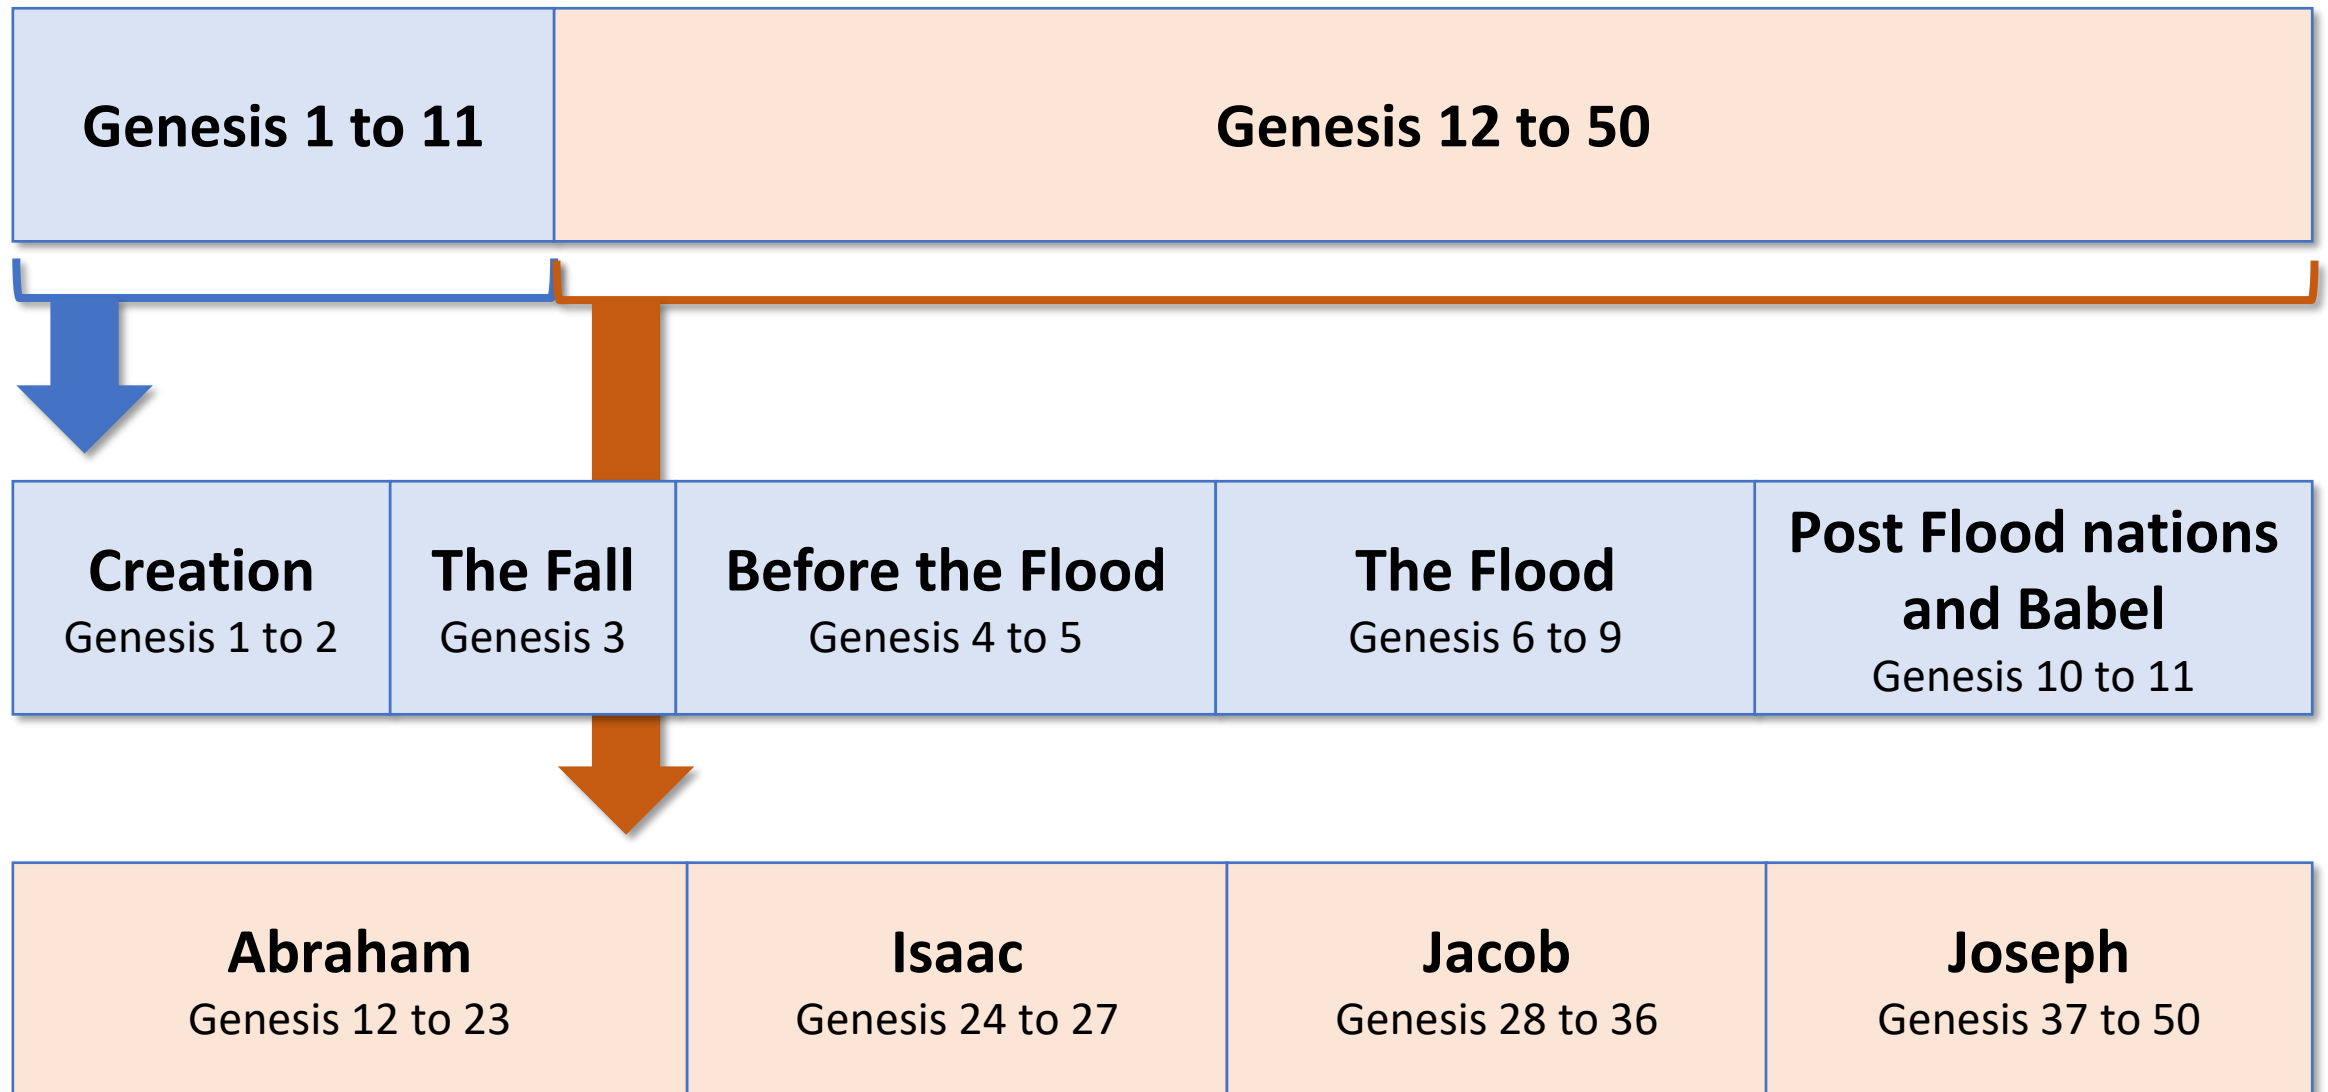 Genesis 1 to 11
Genesis 12 to 50
Creation
Genesis 1 to 2
The Fall
Genesis 3
Before the Flood
Genesis 4 to 5
The Flood
Genesis 6 to 9
Post Flood nations
and Babel
Genesis 10 to 11
Abraham
Genesis 12 to 23
Isaac
Genesis 24 to 27
Jacob
Genesis 28 to 36
Joseph
Genesis 37 to 50